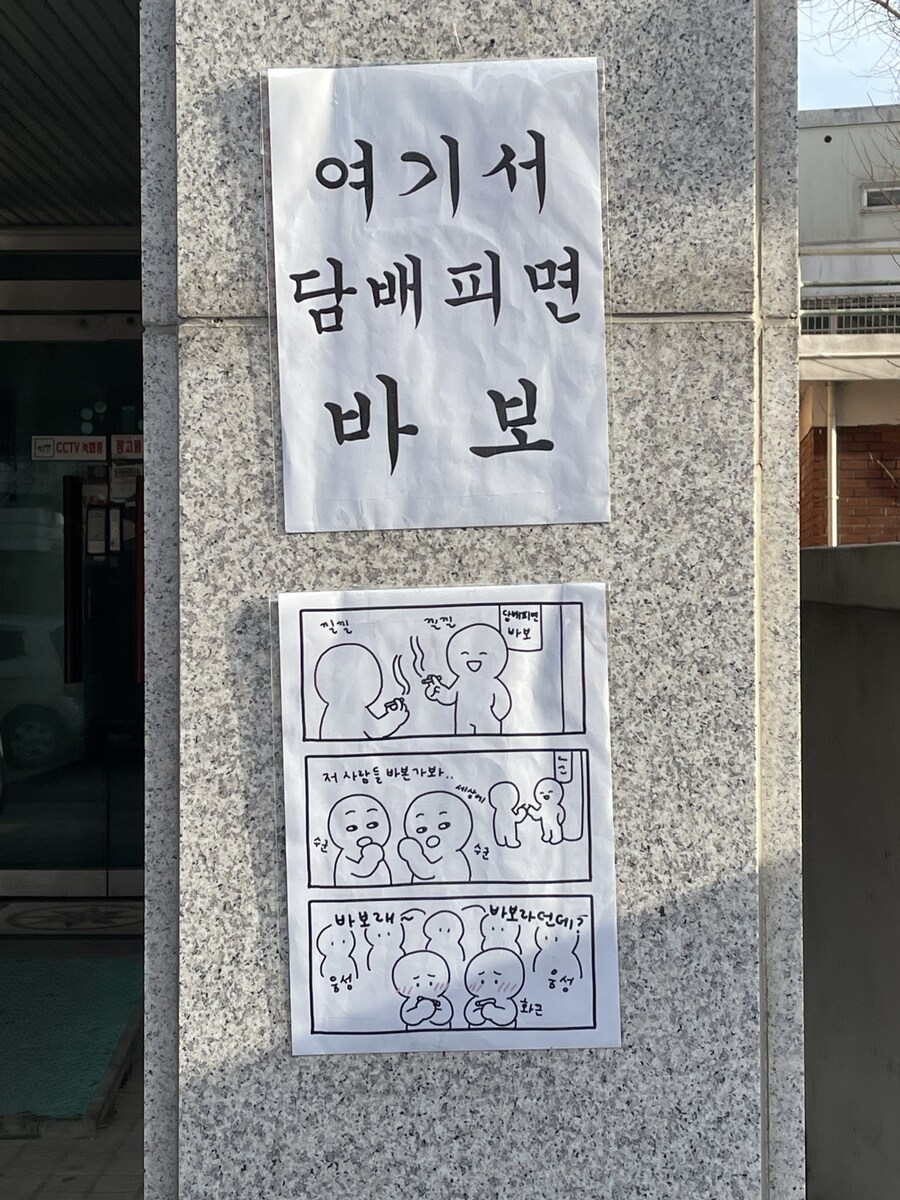 여기서
담배피면
바 보
CCTV 녹화중
낄낄
낄낄
담배피면
바보
저 사람들 바본가봐..
세상에
수군
수군
바보래~
바보라던데?
웅성
웅성
화끈